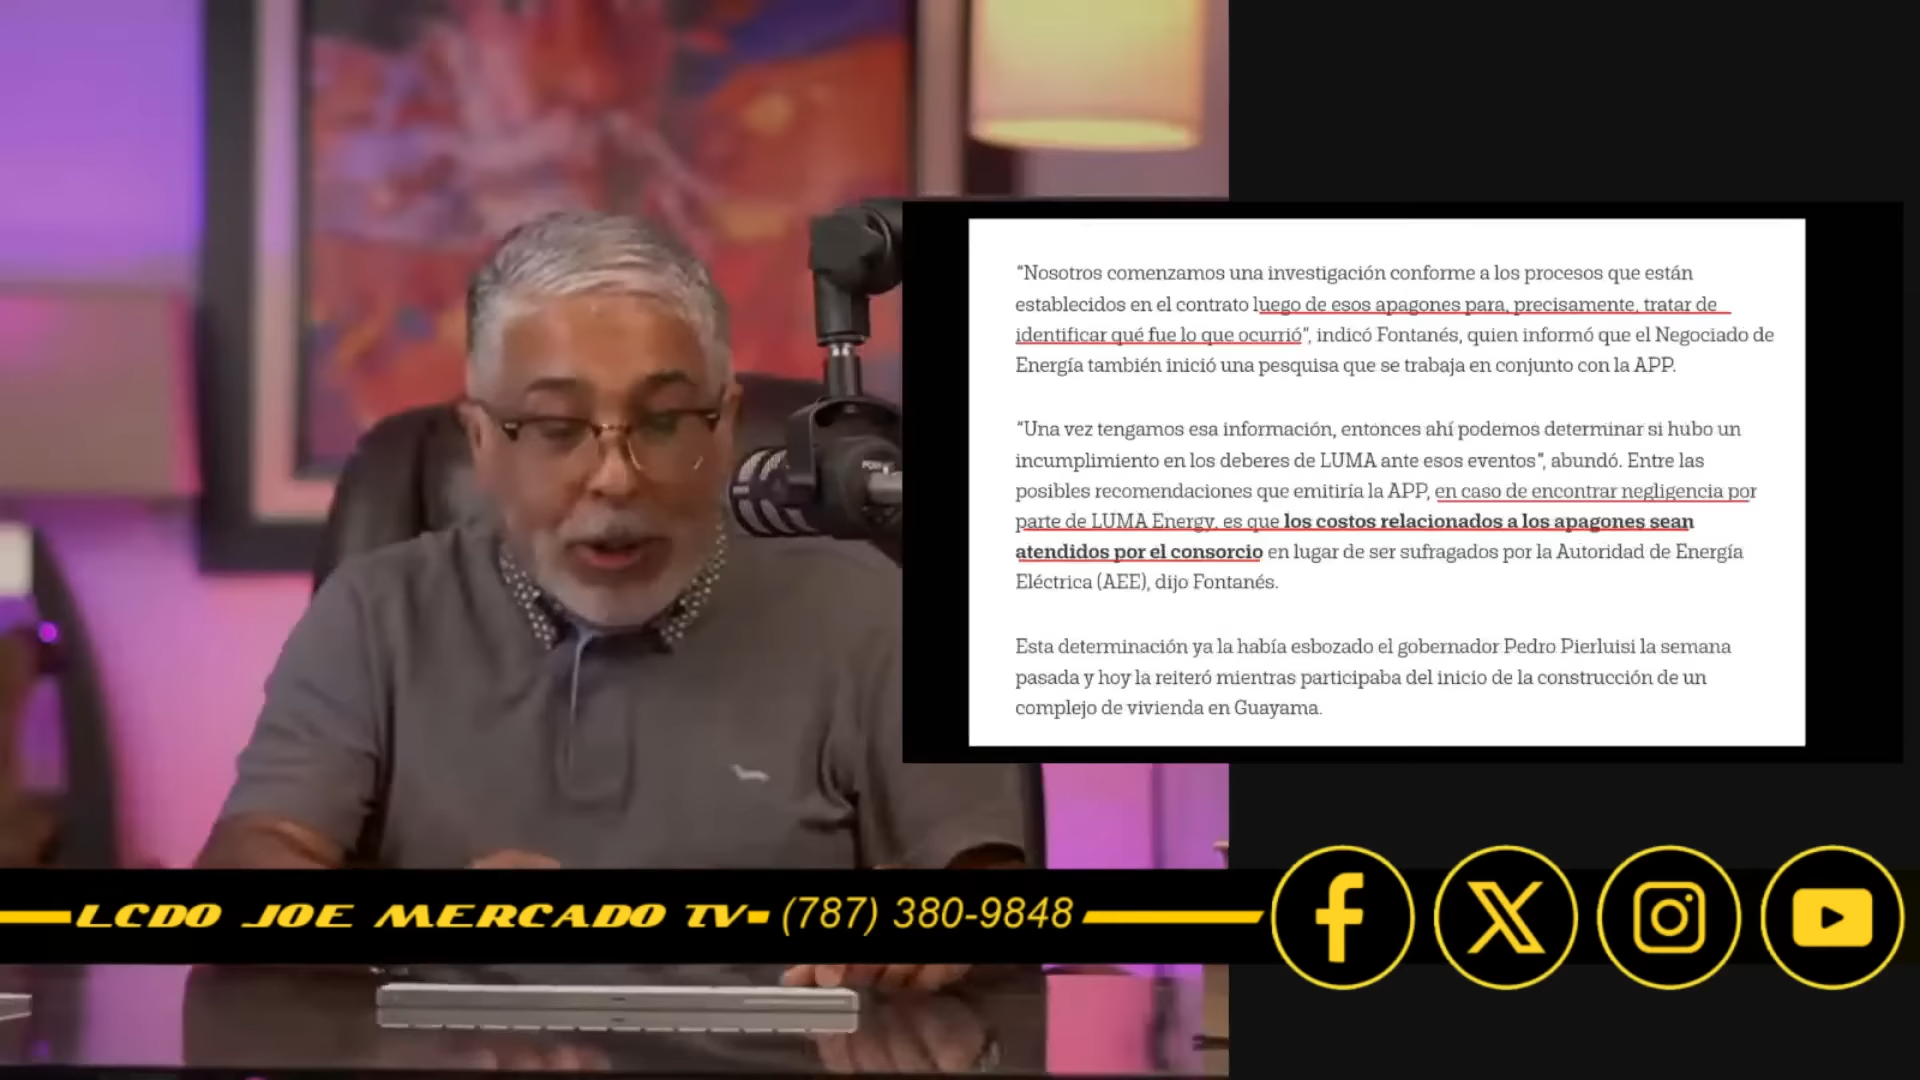 “Nosotros comenzamos una investigación conforme a los procesos que están
establecidos en el contrato luego de esos apagones para, precisamente, tratar de
identificar qué fue lo que ocurrió”, indicó Fontanés, quien informó que el Negociado de
Energía también inició una pesquisa que se trabaja en conjunto con la APP.
“Una vez tengamos esa información, entonces ahí podemos determinar si hubo un
incumplimiento en los deberes de LUMA ante esos eventos”, abundó. Entre las
posibles recomendaciones que emitiría la APP, en caso de encontrar negligencia por
parte de LUMA Energy, es que los costos relacionados a los apagones sean
atendidos por el consorcio en lugar de ser sufragados por la Autoridad de Energía
Eléctrica (AEE), dijo Fontanés.
Esta determinación ya la había esbozado el gobernador Pedro Pierluisi la semana
pasada y hoy la reiteró mientras participaba del inicio de la construcción de un
complejo de vivienda en Guayama.
LCDO JOE MERCADO TV - (787) 380-9848